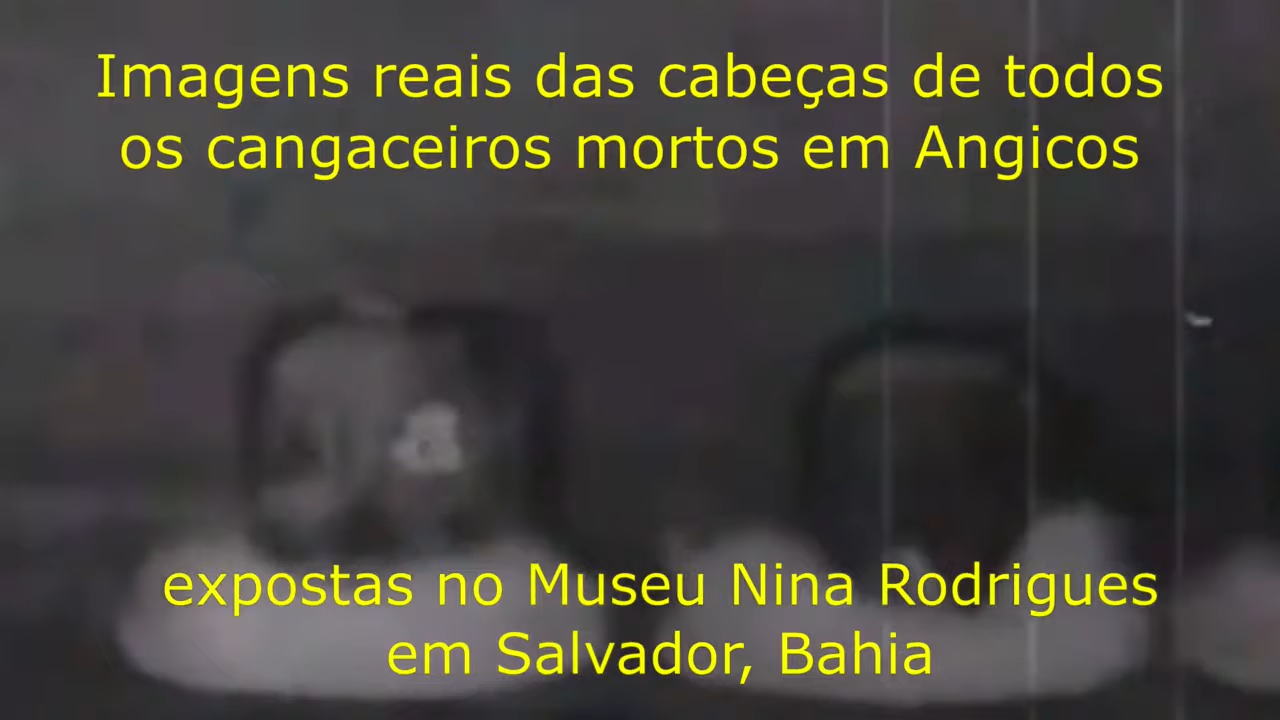 Imagens reais das cabeças de todos
os cangaceiros mortos em Angicos
expostas no Museu Nina Rodrigues
em Salvador, Bahia